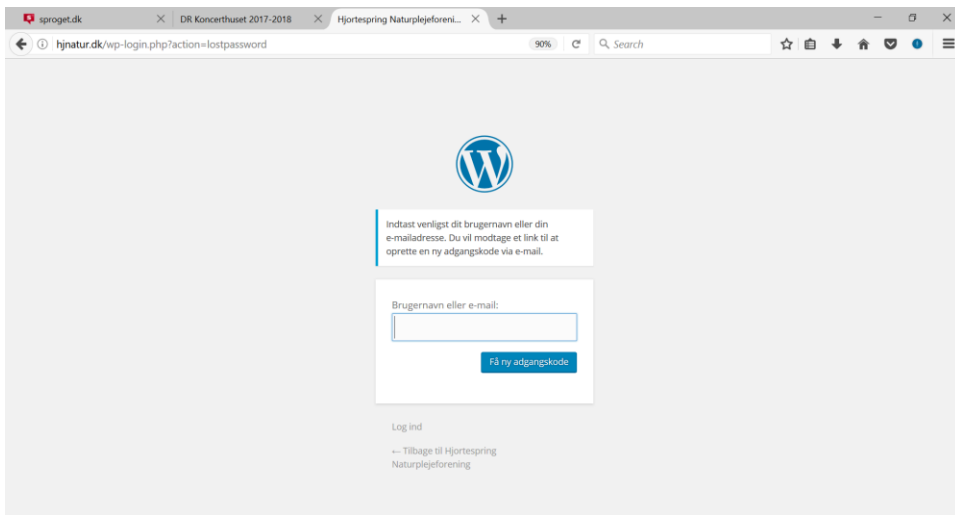 sproget.dk
DR Koncerthuset 2017-2018
Hjortespring Naturplejeforeni...
hjnatur.dk/wp-login.php?action=lostpassword
90%
Search
Indtast venligst dit brugernavn eller din
e-mailadresse. Du vil modtage et link til at
oprette en ny adgangskode via e-mail.
Brugernavn eller e-mail:
Få ny adgangskode
Log ind
← Tilbage til Hjortespring
Naturplejeforening